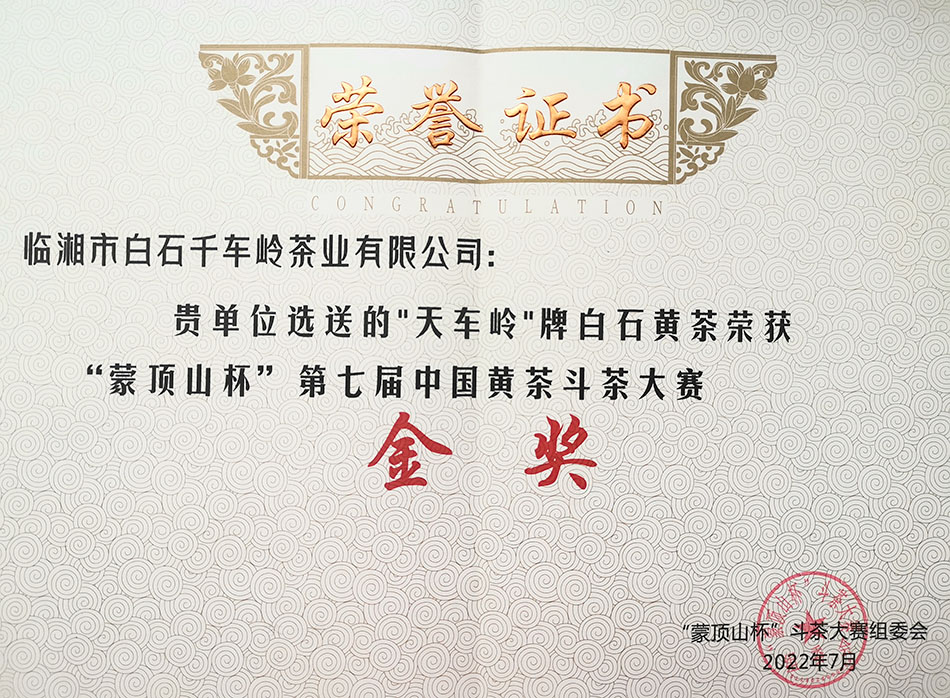 荣誉证书
CONGRATULATION
临湘市白石千车岭茶业有限公司:
贵单位选送的"天车岭"牌白石黄茶荣获
“蒙顶山杯”第七届中国黄茶斗茶大赛
金奖
“蒙顶山杯”斗茶大赛组委会
2022年7月